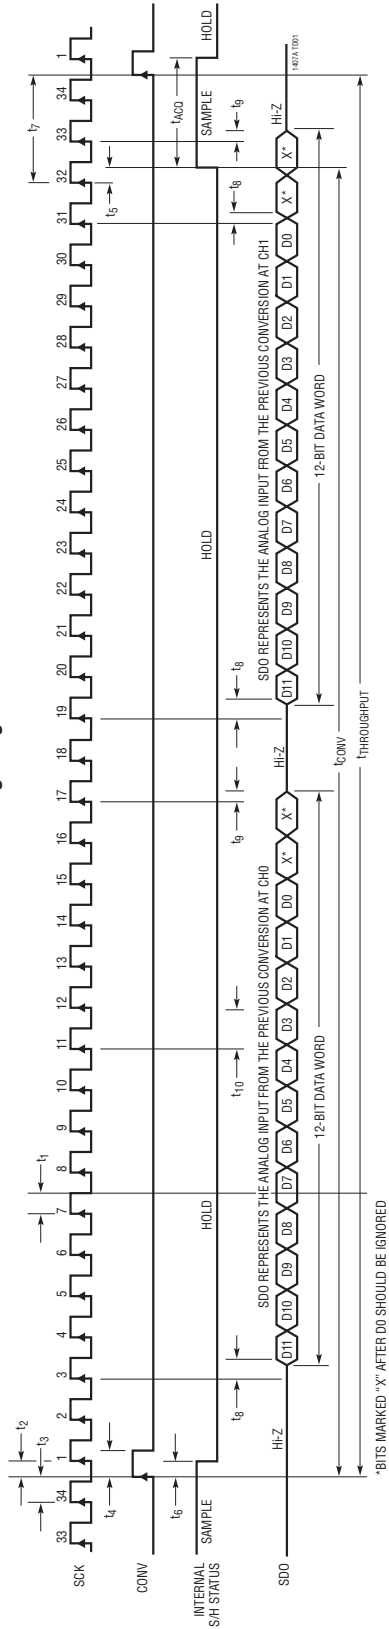 t2
t3
t1
t7
33 34 1 2 3 4 5 6 7 8 9 10 11 12 13 14 15 16 17 18 19 20 21 22 23 24 25 26 27 28 29 30 31 32 33 34 1
SCK
t4
t5
CONV
t6
tACQ
INTERNAL
S/H STATUS
SAMPLE HOLD HOLD SAMPLE HOLD
t8
t10
t9
t8
t8
t9
SDO REPRESENTS THE ANALOG INPUT FROM THE PREVIOUS CONVERSION AT CH0
SDO REPRESENTS THE ANALOG INPUT FROM THE PREVIOUS CONVERSION AT CH1
SDO
Hi-Z D11 D10 D9 D8 D7 D6 D5 D4 D3 D2 D1 D0 X* X* Hi-Z D11 D10 D9 D8 D7 D6 D5 D4 D3 D2 D1 D0 X* X* Hi-Z
1407A TD01
12-BIT DATA WORD
12-BIT DATA WORD
tCONV
tTHROUGHPUT
*BITS MARKED "X" AFTER D0 SHOULD BE IGNORED